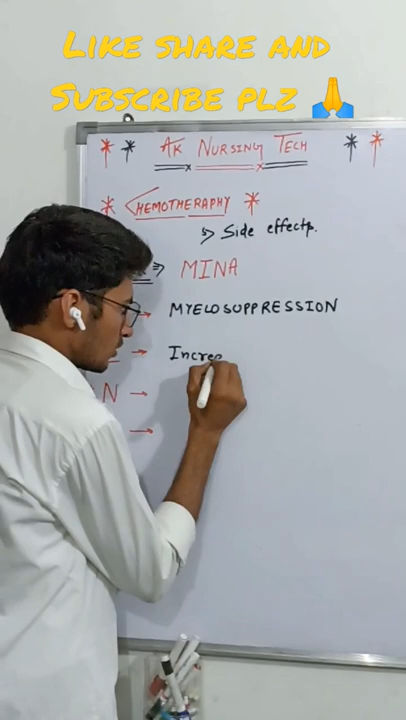 LIKE SHARE AND
SUBSCRIBE PLZ 🙏
* * AK NURSING TECH * *
* CHEMOTHERAPHY *
Side effects.
MINA
→ MYELOSUPPRESSION
→ Increa
N →
→